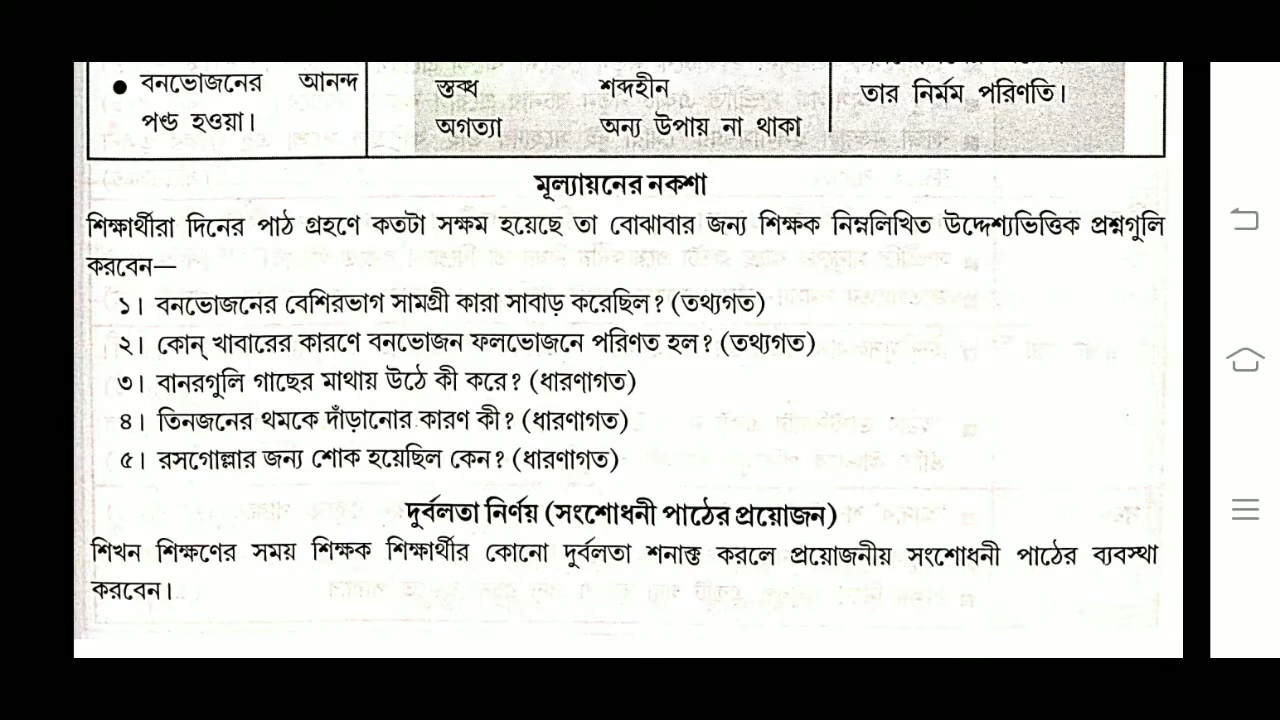 ● বনভোজনের আনন্দ
পণ্ড হওয়া।
স্তব্ধ শব্দহীন
অগত্যা অন্য উপায় না থাকা
তার নির্মম পরিণতি।
মূল্যায়নের নকশা
শিক্ষার্থীরা দিনের পাঠ গ্রহণে কতটা সক্ষম হয়েছে তা বোঝাবার জন্য শিক্ষক নিম্নলিখিত উদ্দেশ্যভিত্তিক প্রশ্নগুলি
করবেন—
১। বনভোজনের বেশিরভাগ সামগ্রী কারা সাবাড় করেছিল? (তথ্যগত)
২। কোন্ খাবারের কারণে বনভোজন ফলভোজনে পরিণত হল? (তথ্যগত)
৩। বানরগুলি গাছের মাথায় উঠে কী করে? (ধারণাগত)
৪। তিনজনের থমকে দাঁড়ানোর কারণ কী? (ধারণাগত)
৫। রসগোল্লার জন্য শোক হয়েছিল কেন? (ধারণাগত)
দুর্বলতা নির্ণয় (সংশোধনী পাঠের প্রয়োজন)
শিখন শিক্ষণের সময় শিক্ষক শিক্ষার্থীর কোনো দুর্বলতা শনাক্ত করলে প্রয়োজনীয় সংশোধনী পাঠের ব্যবস্থা
করবেন।